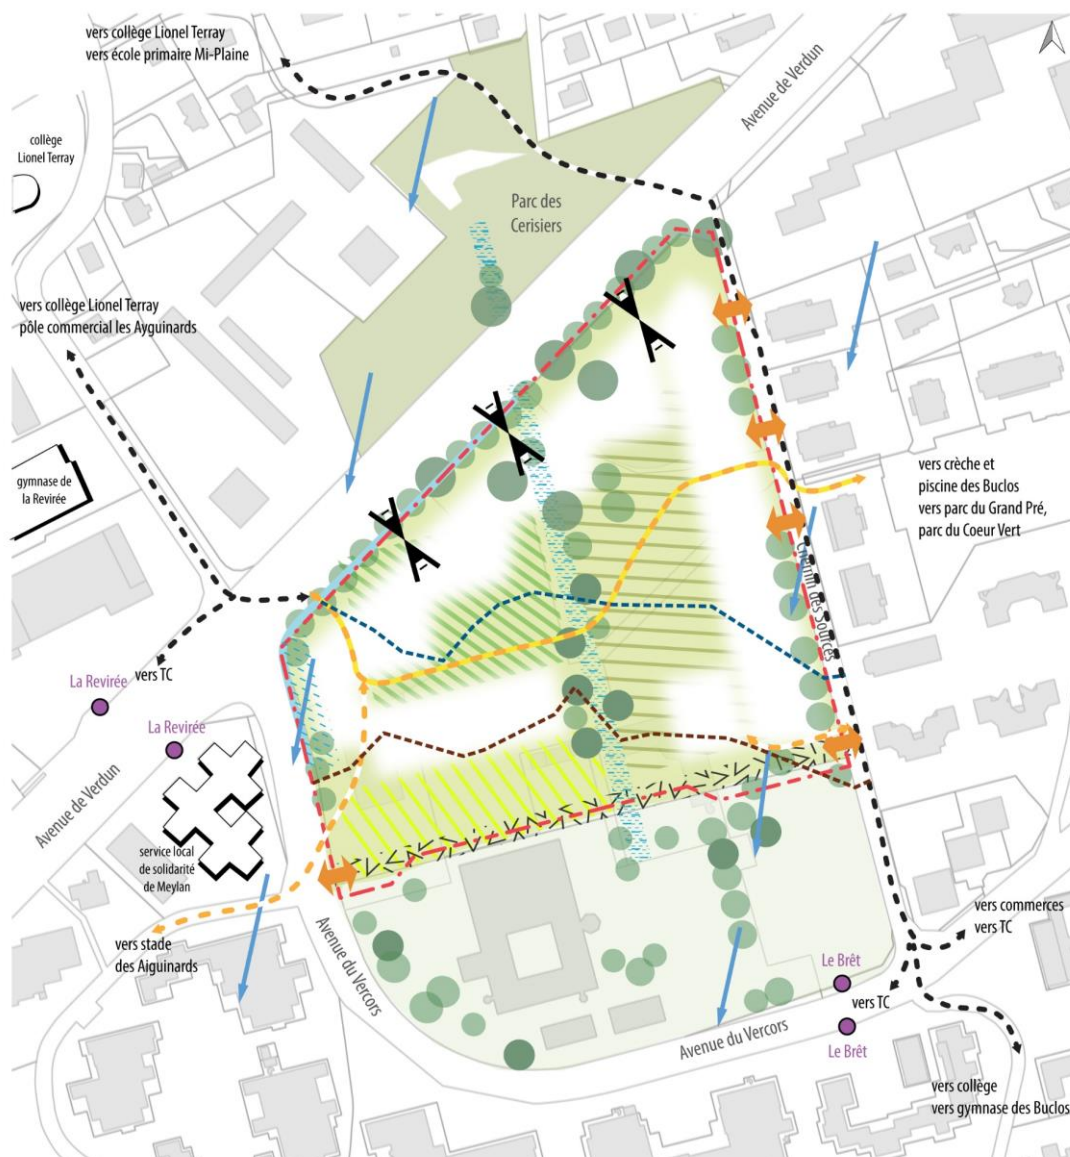 vers collège Lionel Terray
vers école primaire Mi-Plaine
Avenue de Verdun
collège
Lionel Terray
Parc des
Cerisiers
vers collège Lionel Terray
pôle commercial les Ayguinards
gymnase de
la Revirée
vers crèche et
piscine des Buclos
vers parc du Grand Pré,
parc du Coeur Vert
Chemin des Sources
vers TC
La Revirée
La Revirée
Avenue de Verdun
service local
de solidarité
de Meylan
vers stade
des Aiguinards
Avenue du Vercors
vers commerces
vers TC
Le Brêt
vers TC
Le Brêt
Avenue du Vercors
vers collège
vers gymnase des Buclos